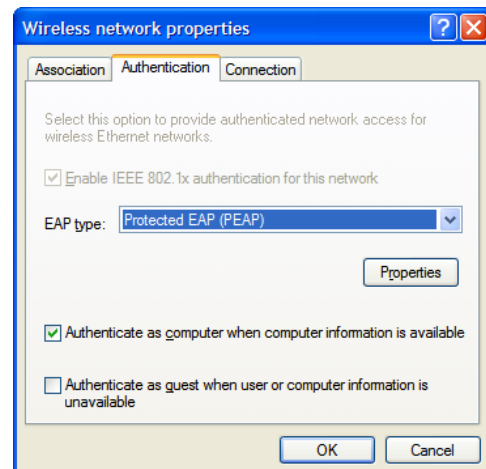 Wireless network properties
Association Authentication Connection
Select this option to provide authenticated network access for
wireless Ethernet networks.
Enable IEEE 802.1x authentication for this network
EAP type: Protected EAP (PEAP)
Properties
Authenticate as computer when computer information is available
Authenticate as guest when user or computer information is
unavailable
OK Cancel